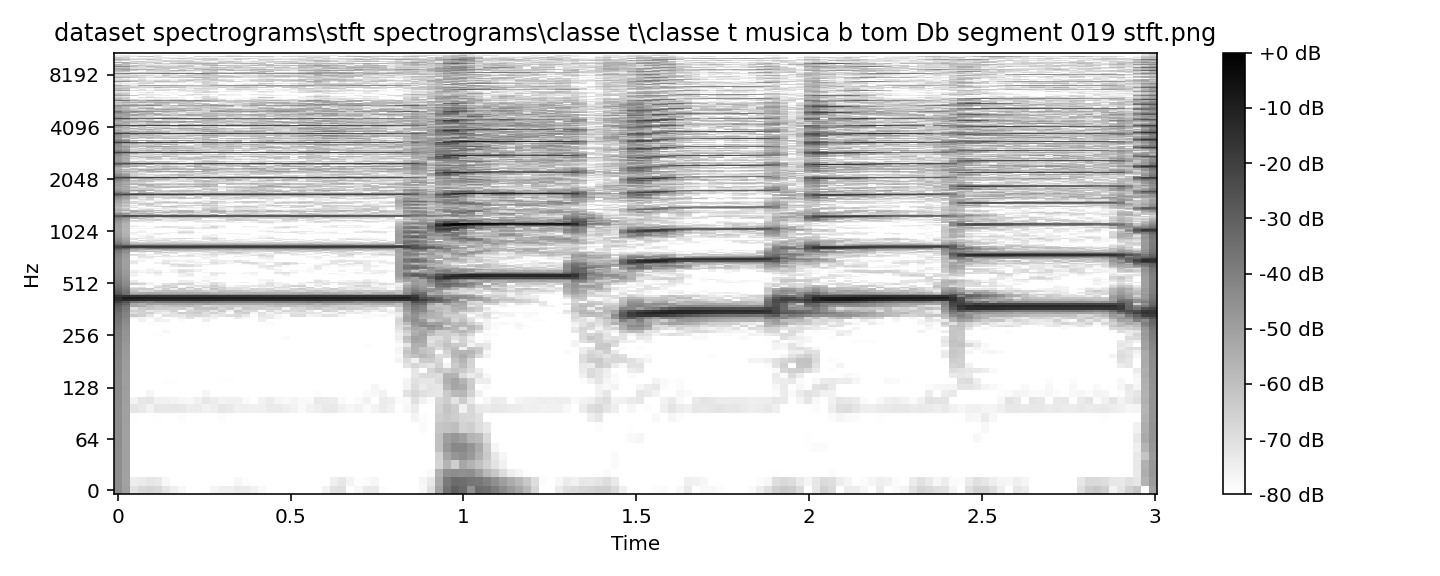 dataset spectrograms\stft spectrograms\classe t\classe t musica b tom Db segment 019 stft.png
8192
4096
2048
1024
512
256
128
64
0
Hz
0
0.5
1
1.5
2
2.5
3
Time
+0 dB
-10 dB
-20 dB
-30 dB
-40 dB
-50 dB
-60 dB
-70 dB
-80 dB